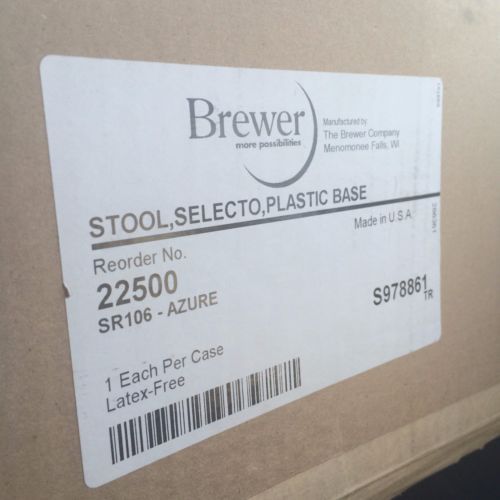 Brewer
more possibilities
Manufactured by
The Brewer Company
Menomonee Falls, WI
STOOL,SELECTO,PLASTIC BASE
Made in U.S.A.
Reorder No.
22500
SR106 - AZURE
S978861
TR
1 Each Per Case
Latex-Free